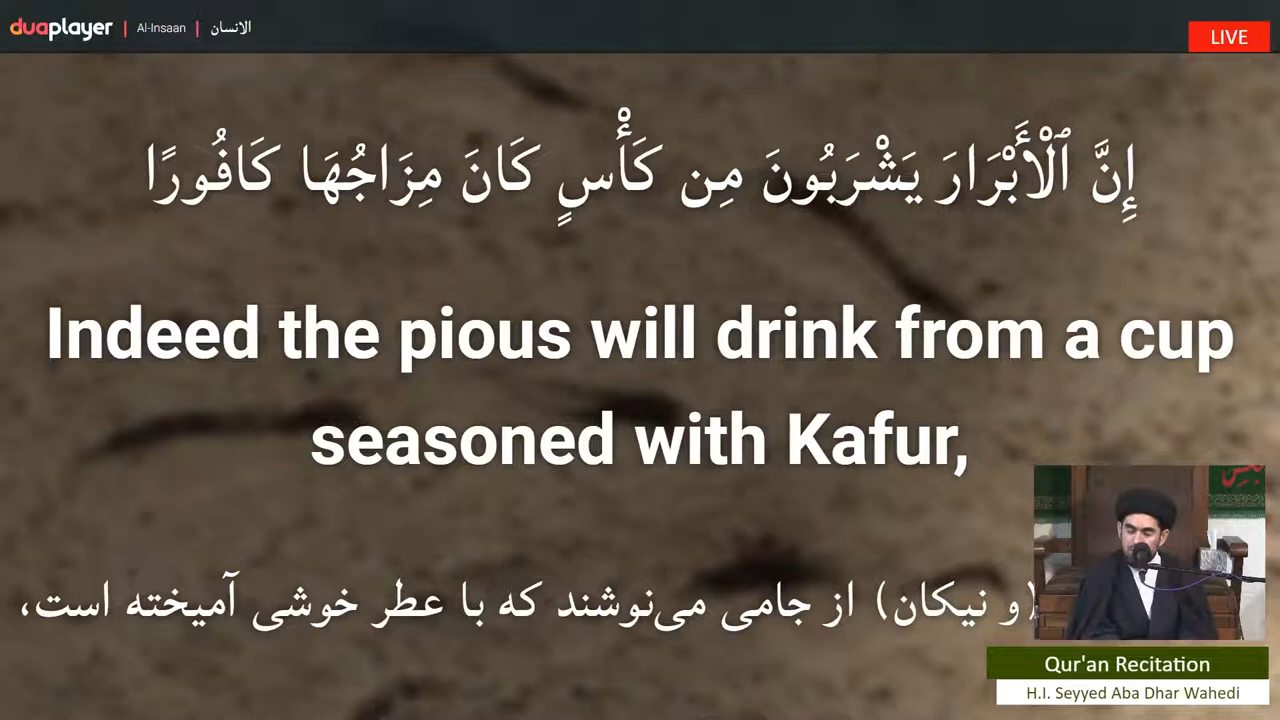 duaplayer | Al-Insaan | الانسان
LIVE
إِنَّ ٱلْأَبْرَارَ يَشْرَبُونَ مِن كَأْسٍ كَانَ مِزَاجُهَا كَافُورًا
Indeed the pious will drink from a cup
seasoned with Kafur,
(و نیکان) از جامی می‌نوشند که با عطر خوشی آمیخته است،
Qur'an Recitation
H.I. Seyyed Aba Dhar Wahedi